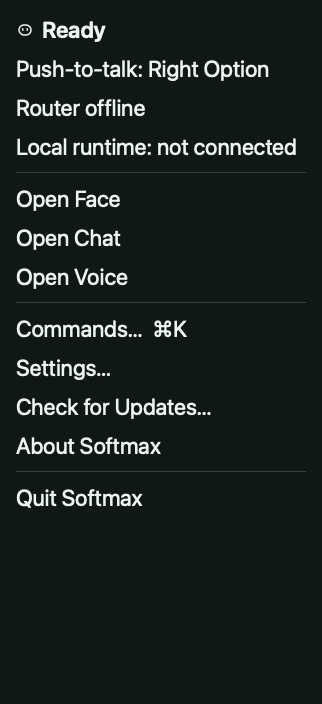 Ready
Push-to-talk: Right Option
Router offline
Local runtime: not connected
Open Face
Open Chat
Open Voice
Commands... ⌘K
Settings...
Check for Updates...
About Softmax
Quit Softmax